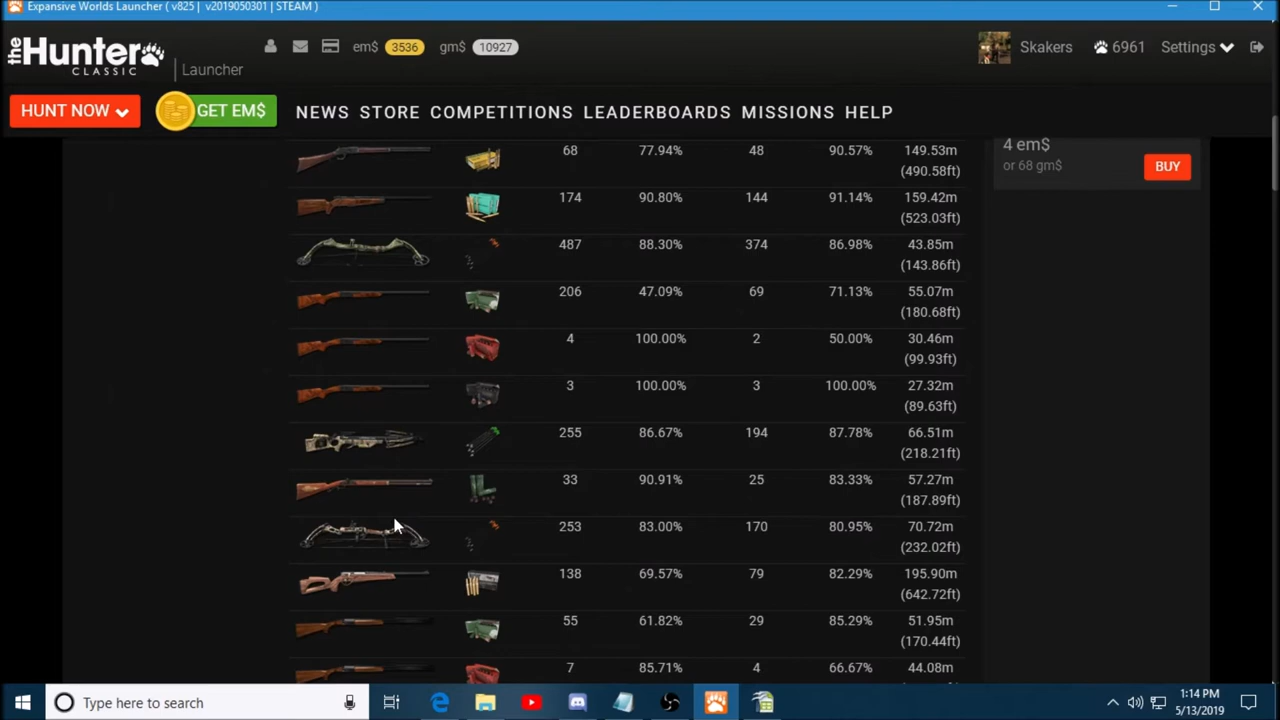 Expansive Worlds Launcher ( v825 | v2019050301 | STEAM )
theHunter
CLASSIC
Launcher
em$ 3536 gm$ 10927
Skakers 6961 Settings
HUNT NOW GET EM$ NEWS STORE COMPETITIONS LEADERBOARDS MISSIONS HELP
4 em$
or 68 gm$
BUY
68 77.94% 48 90.57% 149.53m
(490.58ft)
174 90.80% 144 91.14% 159.42m
(523.03ft)
487 88.30% 374 86.98% 43.85m
(143.86ft)
206 47.09% 69 71.13% 55.07m
(180.68ft)
4 100.00% 2 50.00% 30.46m
(99.93ft)
3 100.00% 3 100.00% 27.32m
(89.63ft)
255 86.67% 194 87.78% 66.51m
(218.21ft)
33 90.91% 25 83.33% 57.27m
(187.89ft)
253 83.00% 170 80.95% 70.72m
(232.02ft)
138 69.57% 79 82.29% 195.90m
(642.72ft)
55 61.82% 29 85.29% 51.95m
(170.44ft)
7 85.71% 4 66.67% 44.08m
Type here to search
1:14 PM
5/13/2019